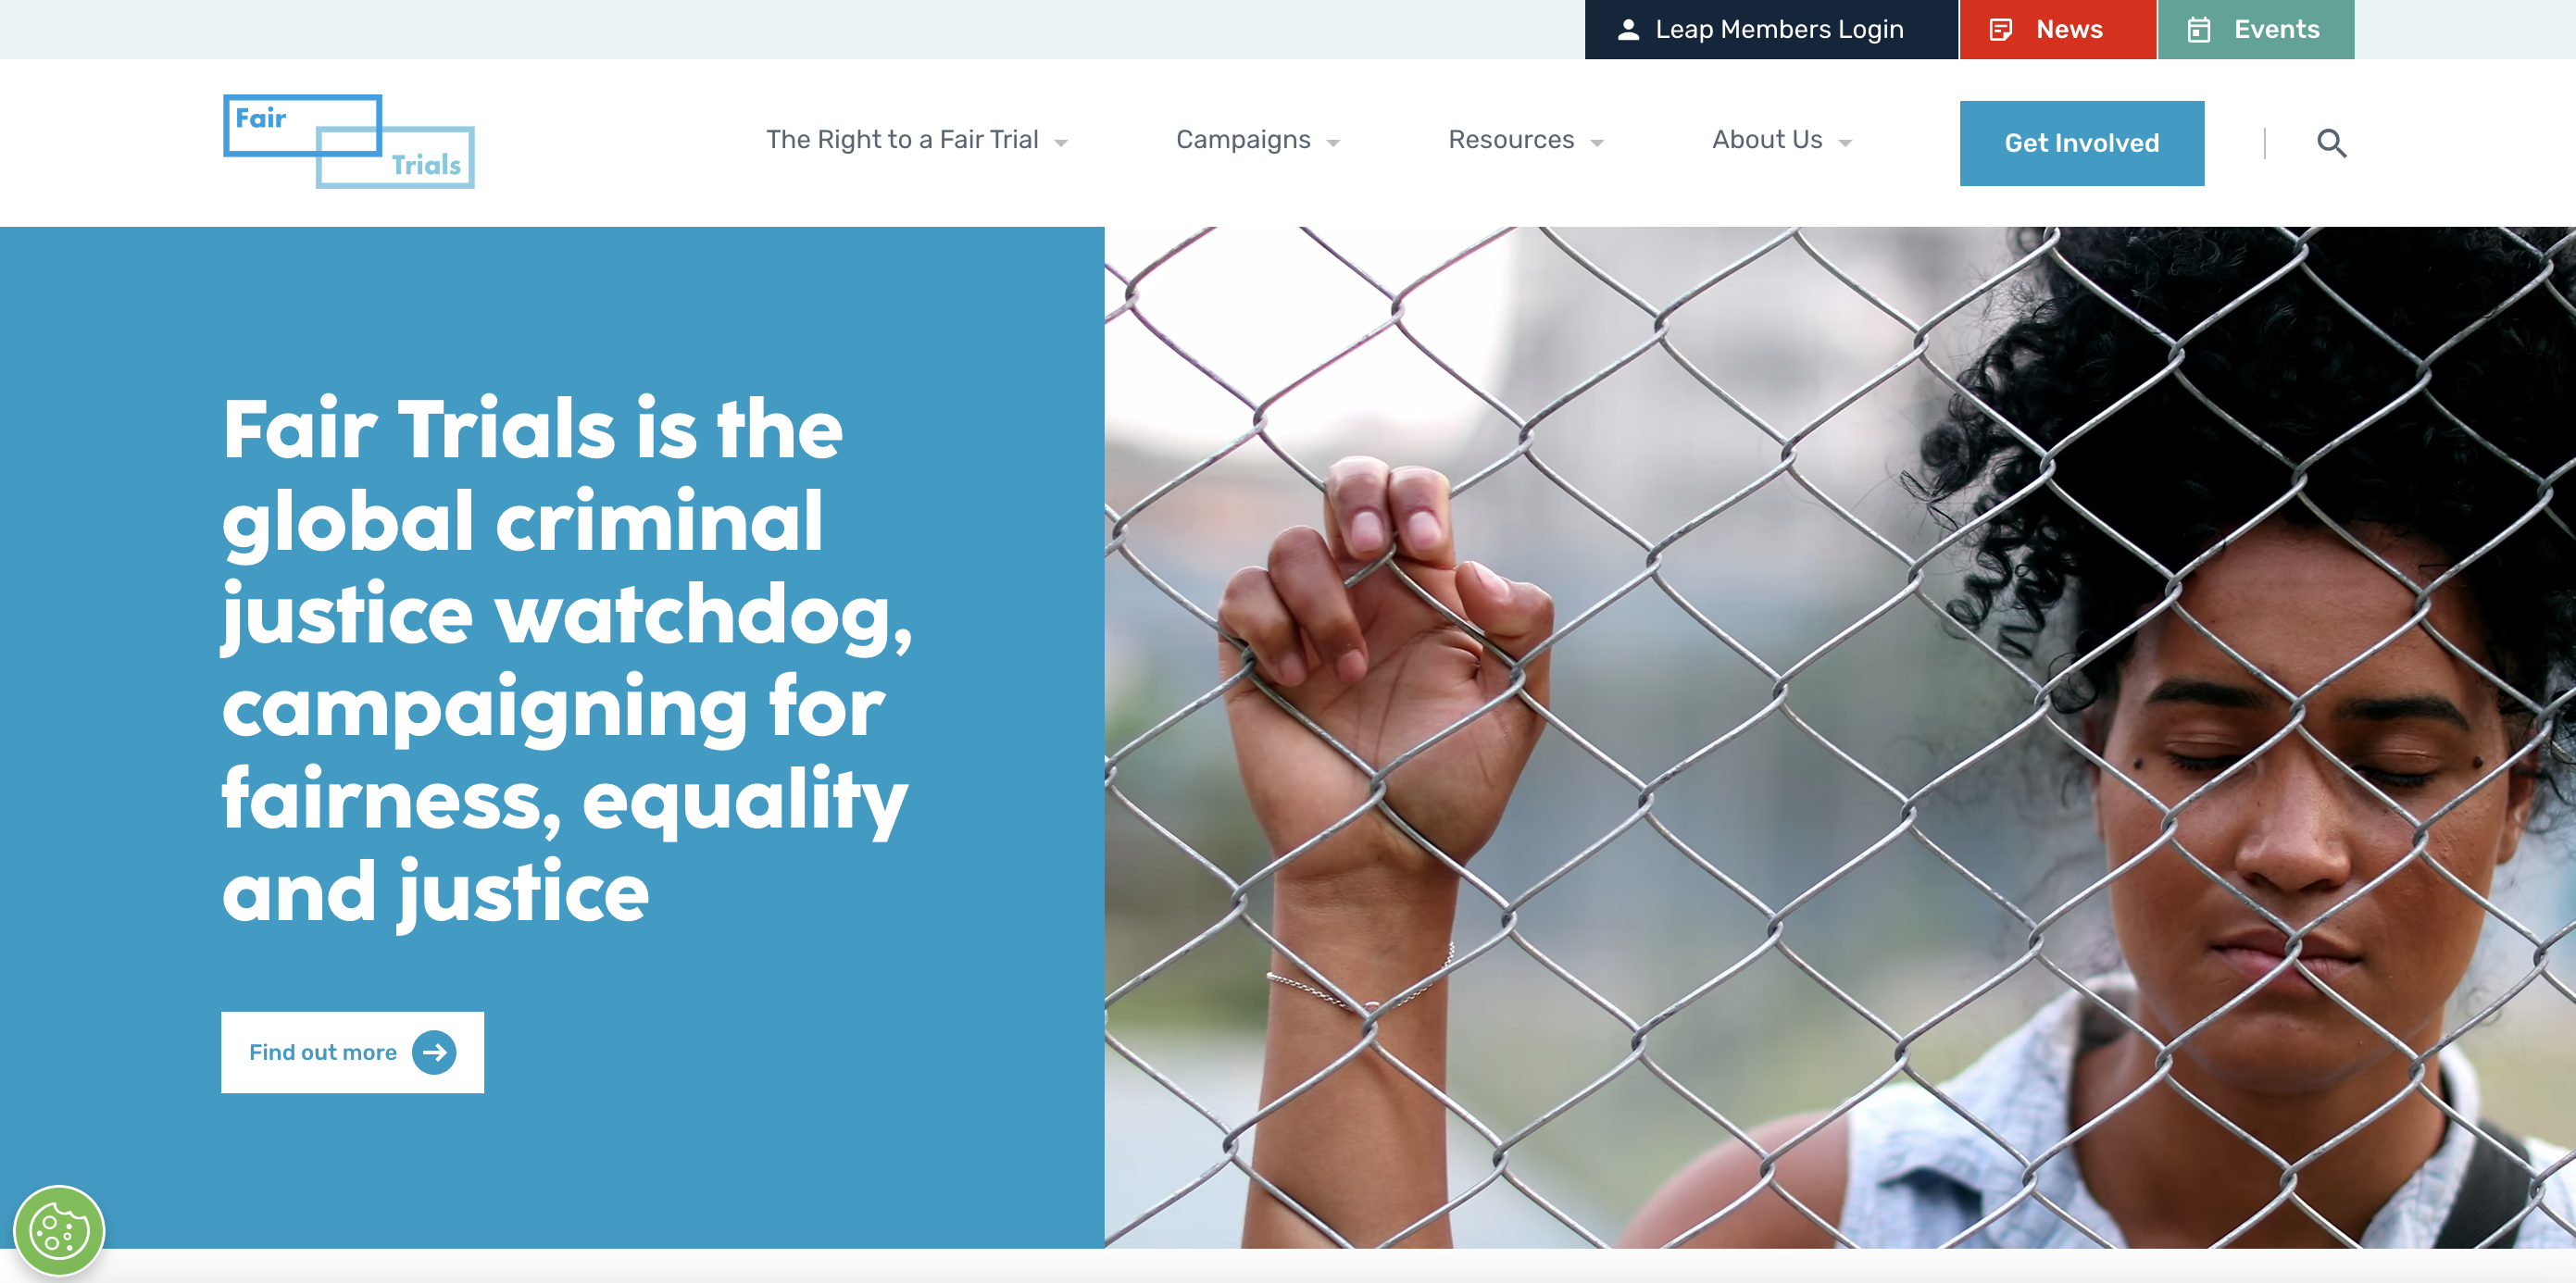 Leap Members Login
News
Events
Fair
Trials
The Right to a Fair Trial
Campaigns
Resources
About Us
Get Involved
Fair Trials is the
global criminal
justice watchdog,
campaigning for
fairness, equality
and justice
Find out more